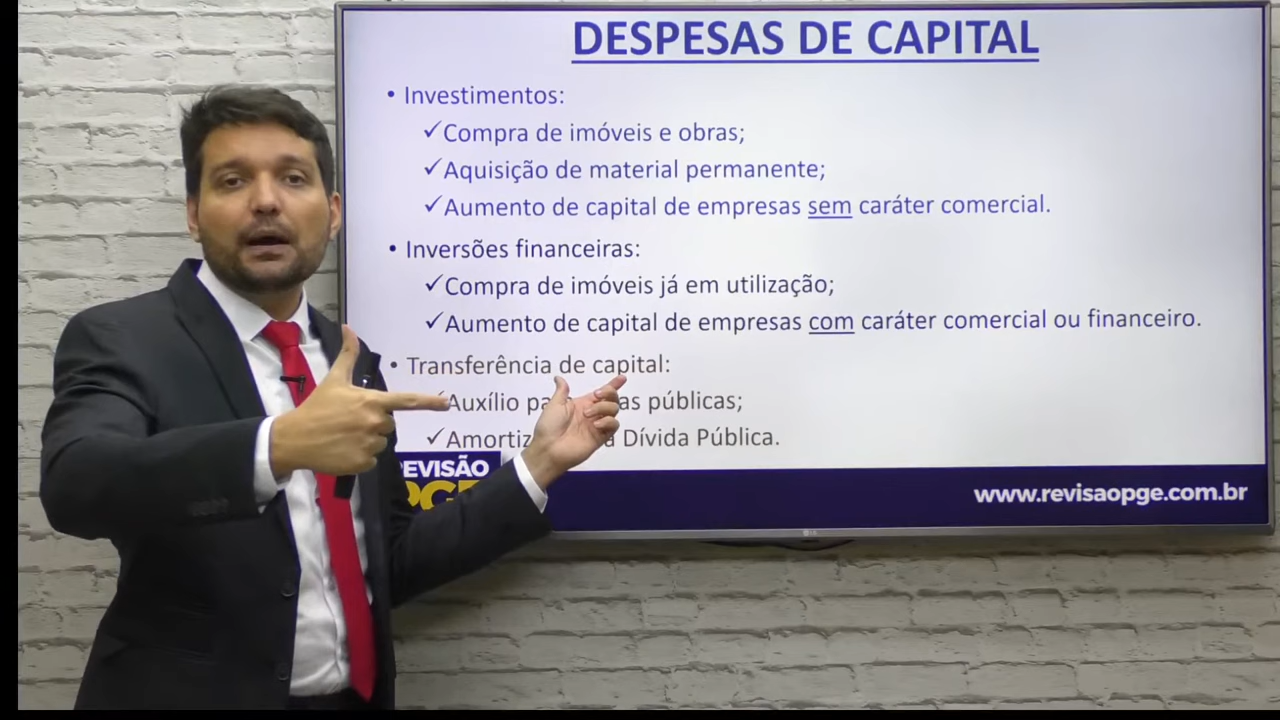 DESPESAS DE CAPITAL
• Investimentos:
✓Compra de imóveis e obras;
✓Aquisição de material permanente;
✓Aumento de capital de empresas sem caráter comercial.
• Inversões financeiras:
✓Compra de imóveis já em utilização;
✓Aumento de capital de empresas com caráter comercial ou financeiro.
• Transferência de capital:
Auxílio públicas;
✓ Dívida Pública.
www.revisaopge.com.br
LG